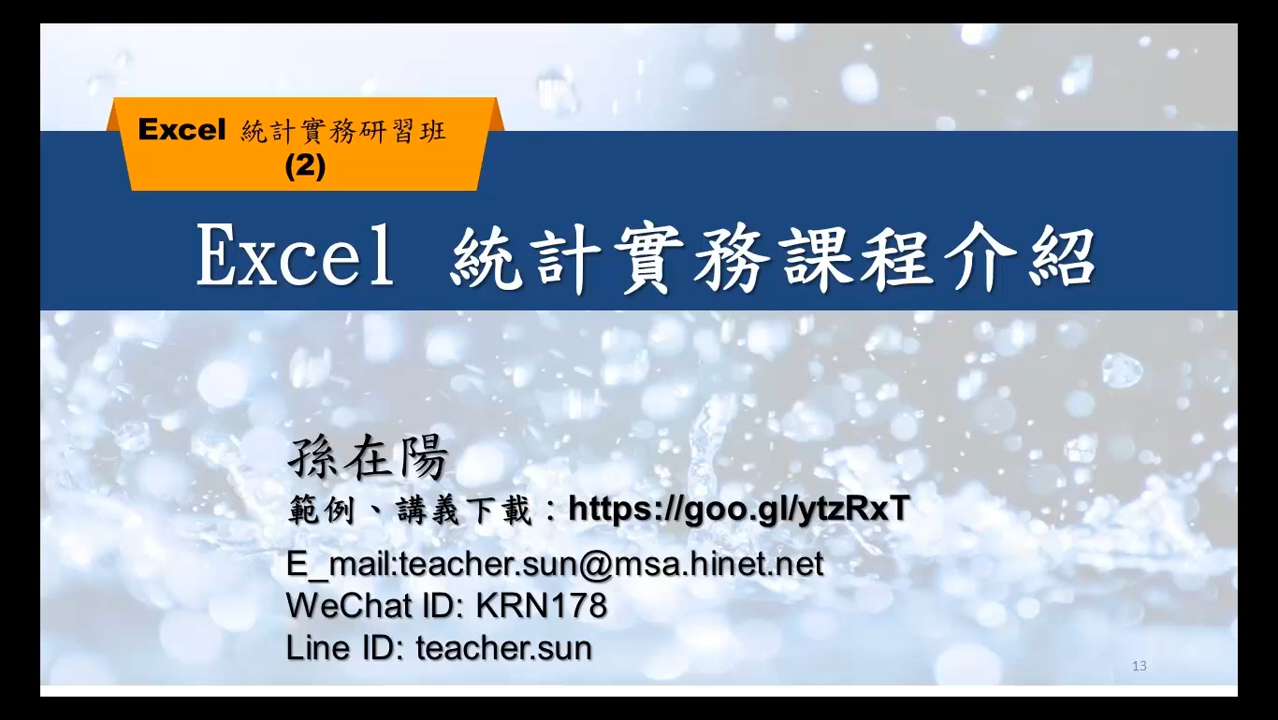 Excel 統計實務研習班
(2)
Excel 統計實務課程介紹
孫在陽
範例、講義下載：https://goo.gl/ytzRxT
E_mail:teacher.sun@msa.hinet.net
WeChat ID: KRN178
Line ID: teacher.sun
13